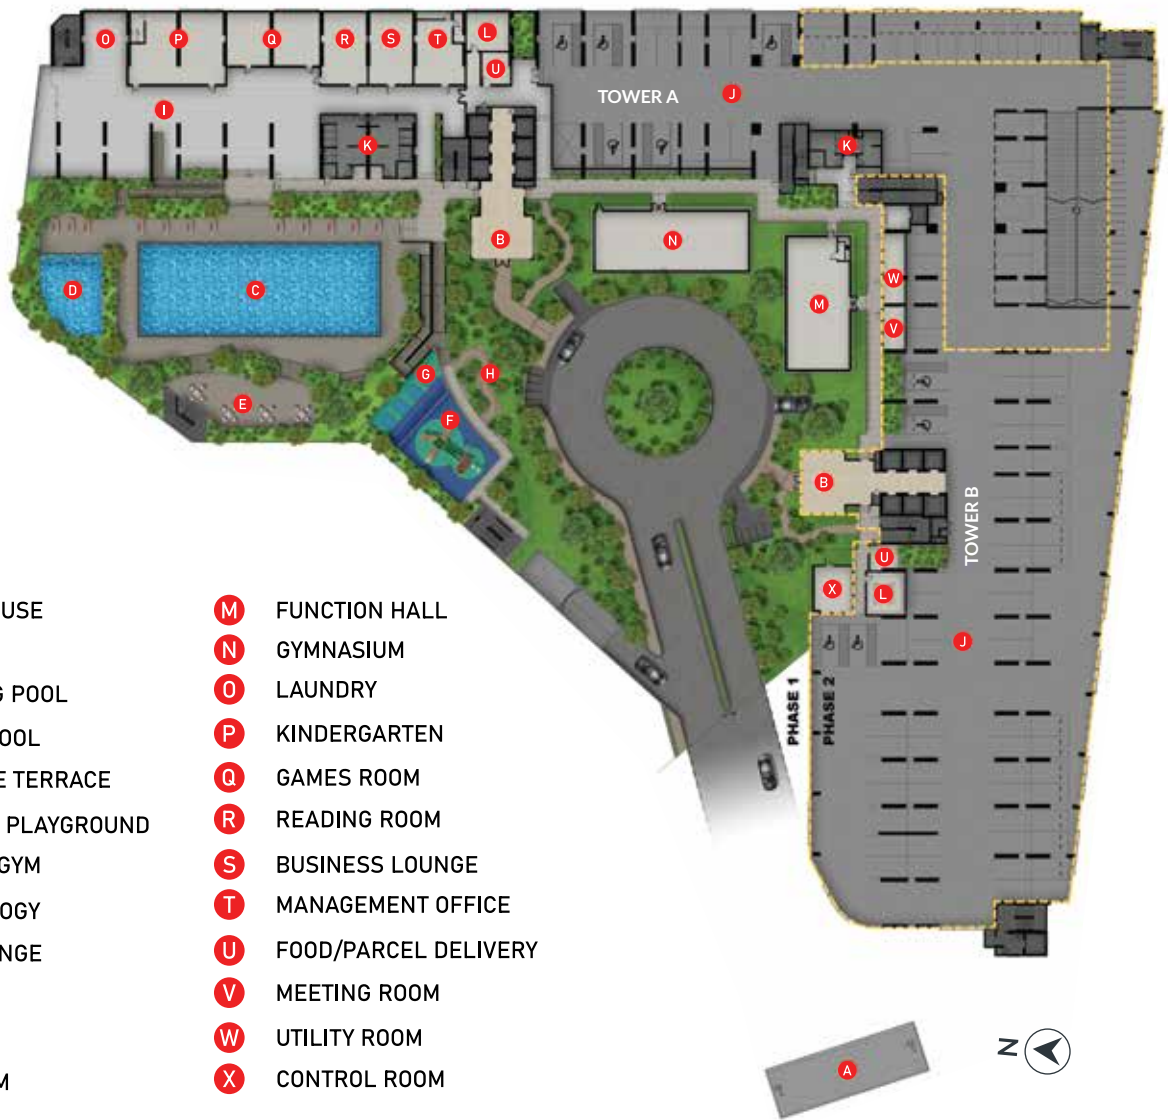 O
P
Q
R
S
T
L
U
I
K
TOWER A
J
K
B
N
W
D
C
M
V
G
H
E
F
B
TOWER B
U
X
L
J
PHASE 1
PHASE 2
USE
G POOL
OOL
E TERRACE
PLAYGROUND
GYM
OGY
NGE
M
M FUNCTION HALL
N GYMNASIUM
O LAUNDRY
P KINDERGARTEN
Q GAMES ROOM
R READING ROOM
S BUSINESS LOUNGE
T MANAGEMENT OFFICE
U FOOD/PARCEL DELIVERY
V MEETING ROOM
W UTILITY ROOM
X CONTROL ROOM
A
N